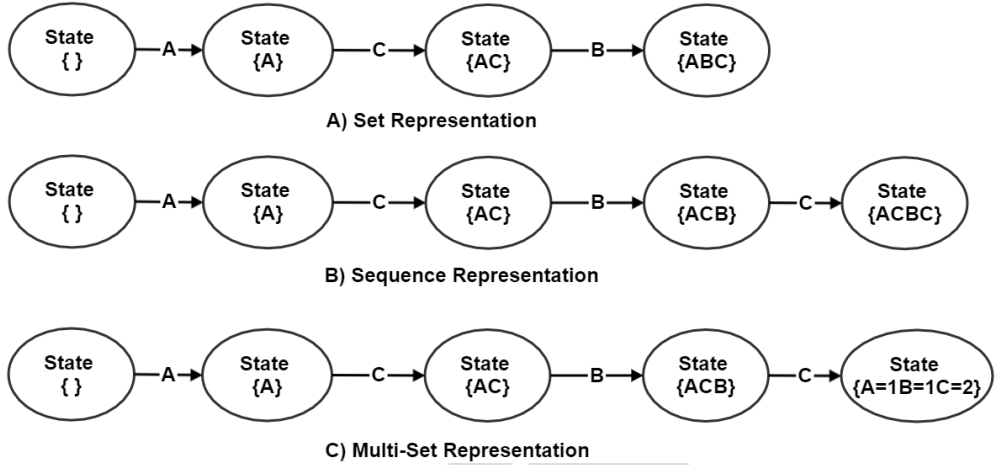 State State State State
{ } A {A} C {AC} B {ABC}
A) Set Representation
State State State State State
{ } A {A} C {AC} B {ACB} C {ACBC}
B) Sequence Representation
State State State State State
{ } A {A} C {AC} B {ACB} C {A=1B=1C=2}
C) Multi-Set Representation